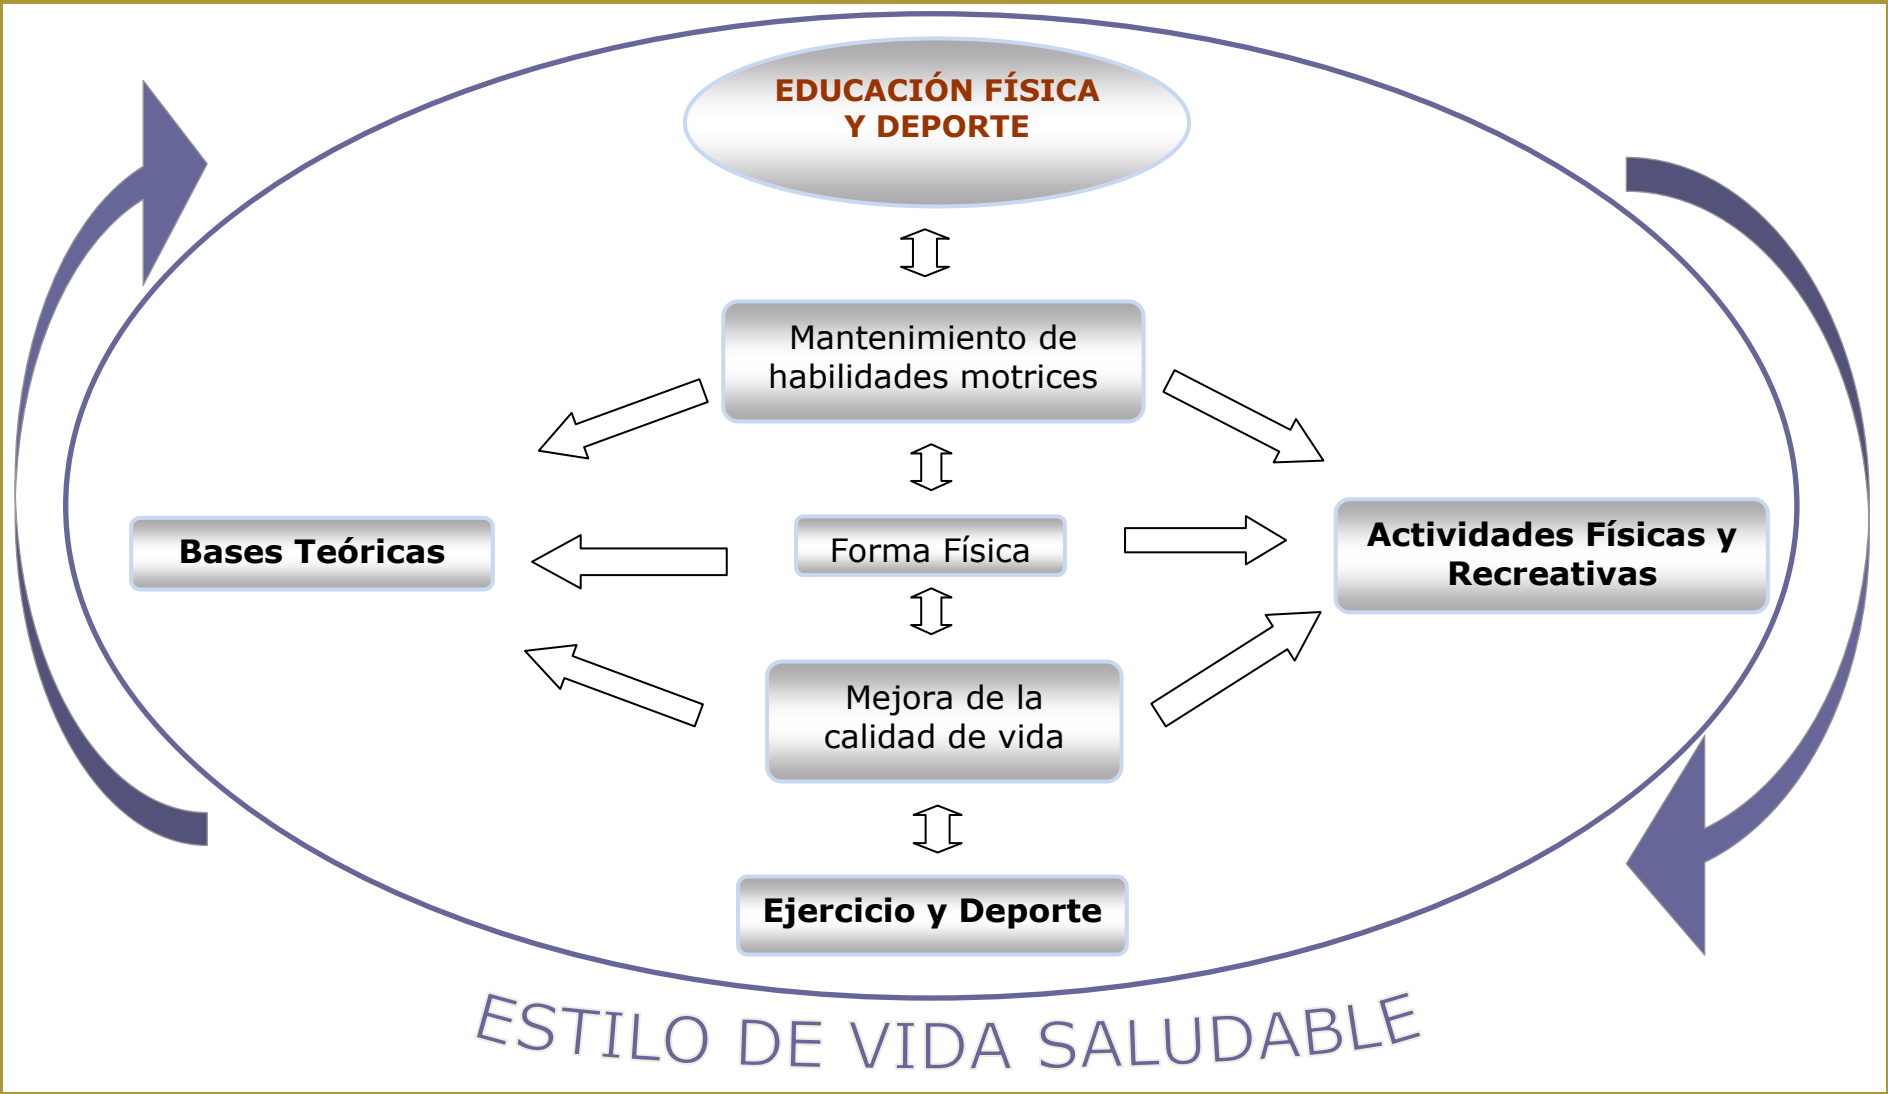 EDUCACIÓN FÍSICA
Y DEPORTE
Mantenimiento de
habilidades motrices
Bases Teóricas
Forma Física
Actividades Físicas y
Recreativas
Mejora de la
calidad de vida
Ejercicio y Deporte
ESTILO DE VIDA SALUDABLE